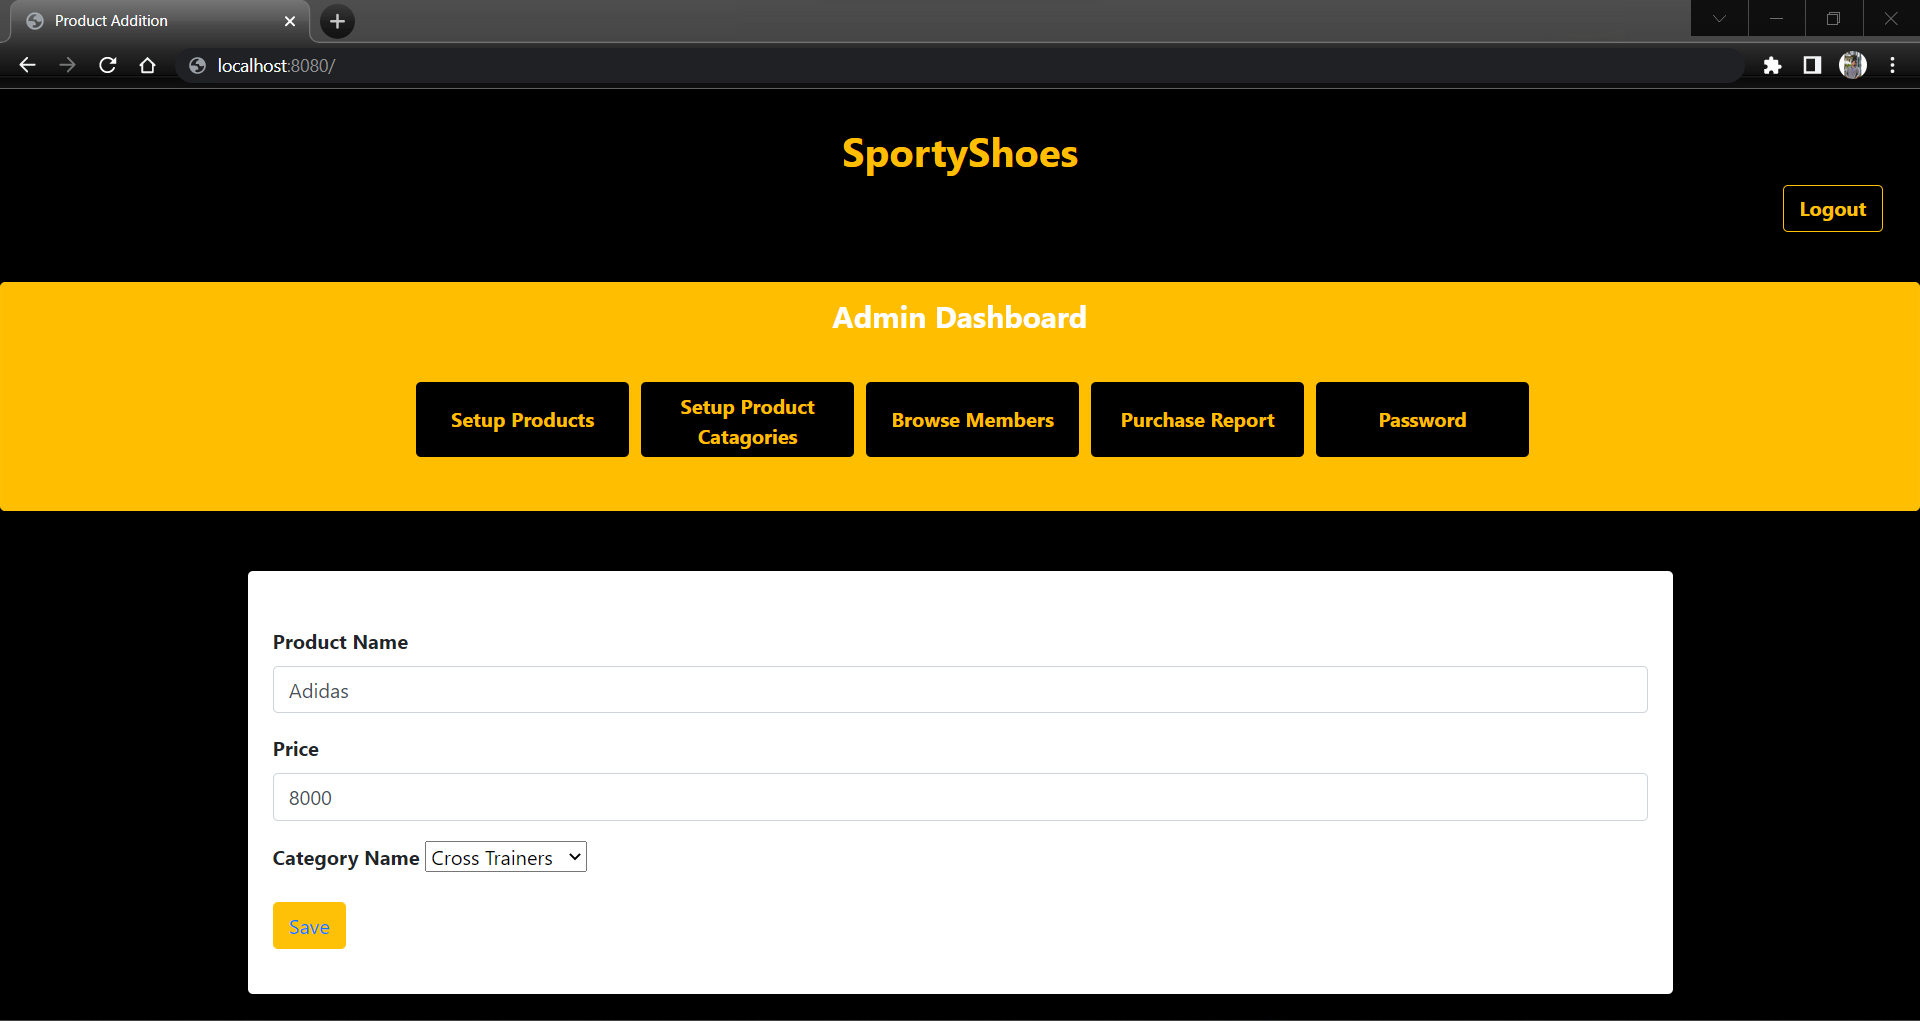 Product Addition
localhost:8080/
SportyShoes
Logout
Admin Dashboard
Setup Products
Setup Product
Catagories
Browse Members
Purchase Report
Password
Product Name
Adidas
Price
8000
Category Name Cross Trainers
Save